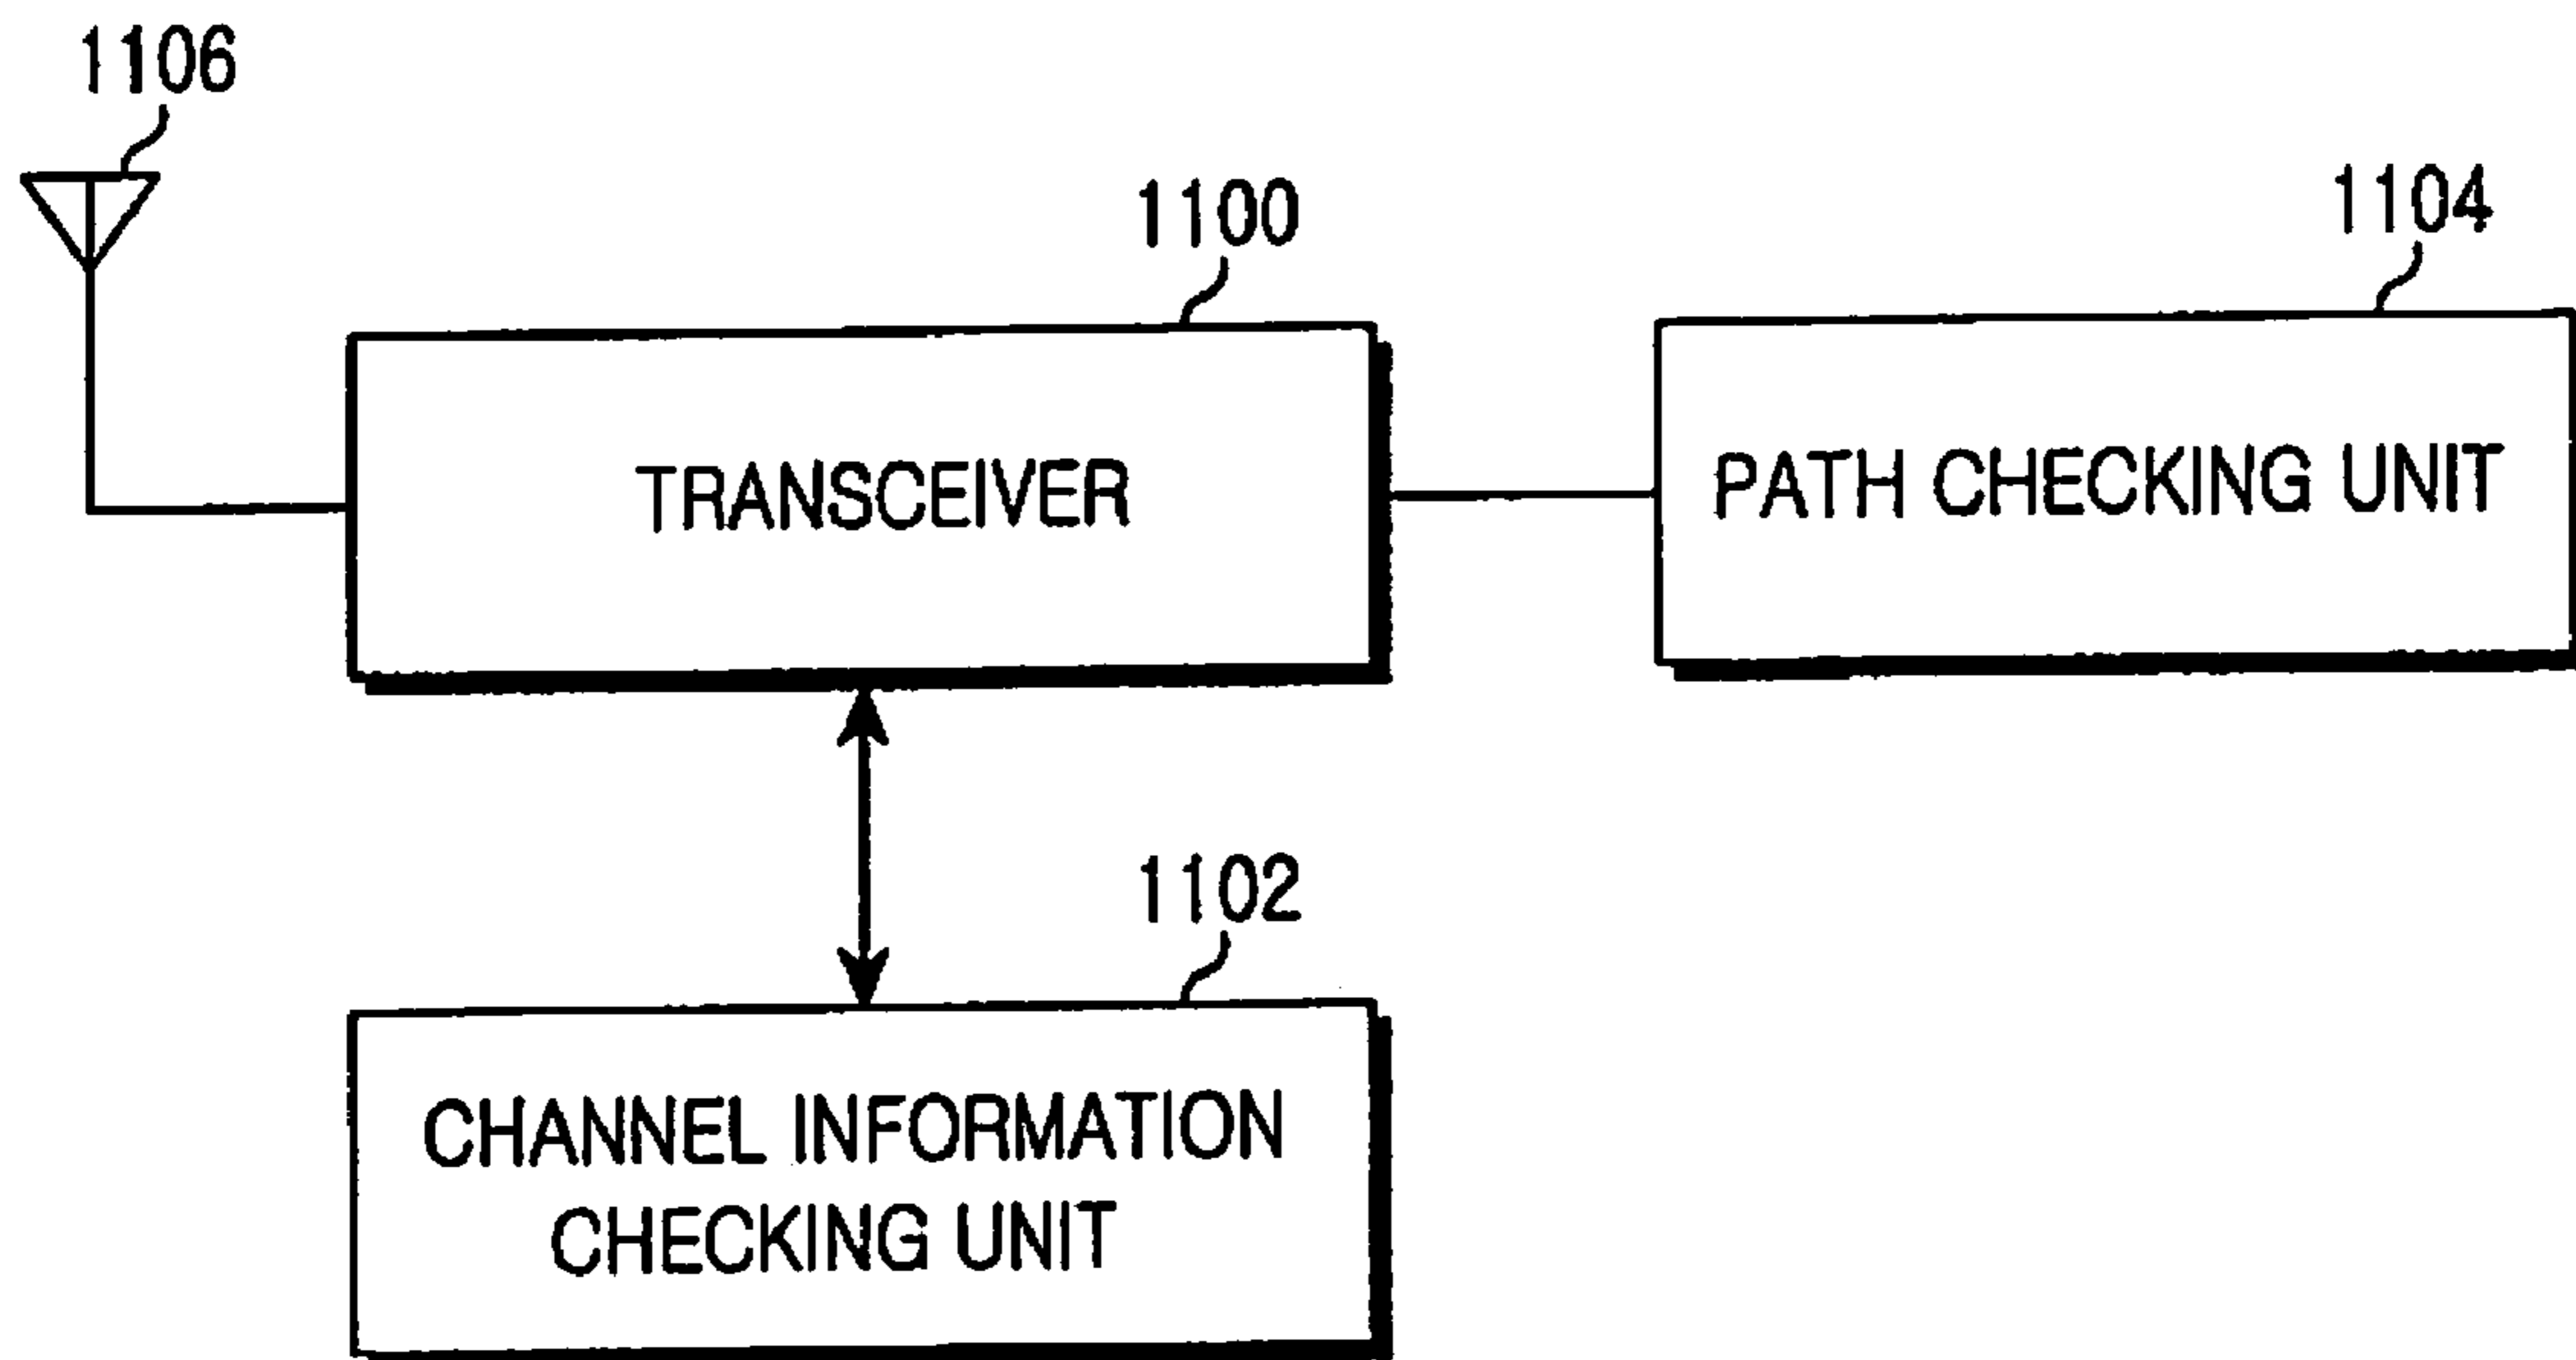 1106
1100
1104
TRANSCEIVER
PATH CHECKING UNIT
1102
CHANNEL INFORMATION
CHECKING UNIT